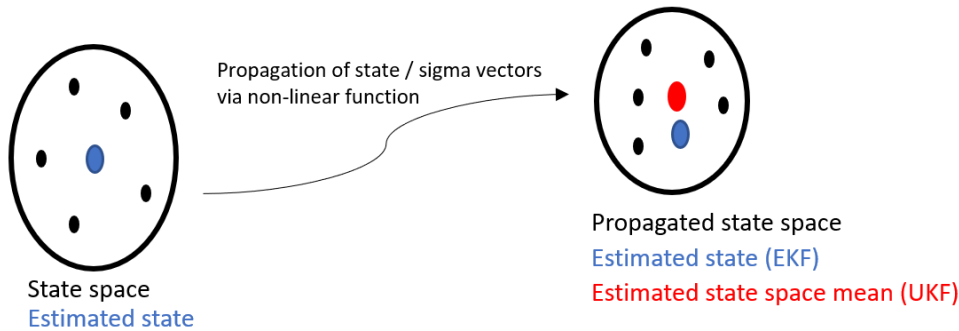 Propagation of state / sigma vectors
via non-linear function
State space
Estimated state
Propagated state space
Estimated state (EKF)
Estimated state space mean (UKF)